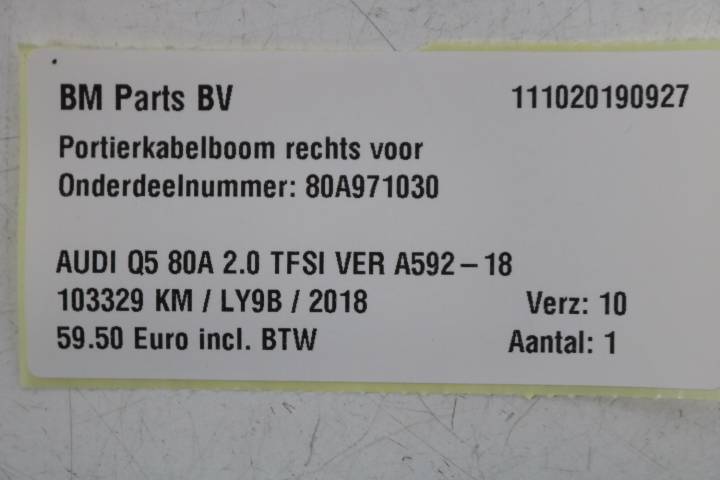 BM Parts BV 111020190927
Portierkabelboom rechts voor
Onderdeelnummer: 80A971030
AUDI Q5 80A 2.0 TFSI VER A592-18
103329 KM / LY9B / 2018 Verz: 10
59.50 Euro incl. BTW Aantal: 1